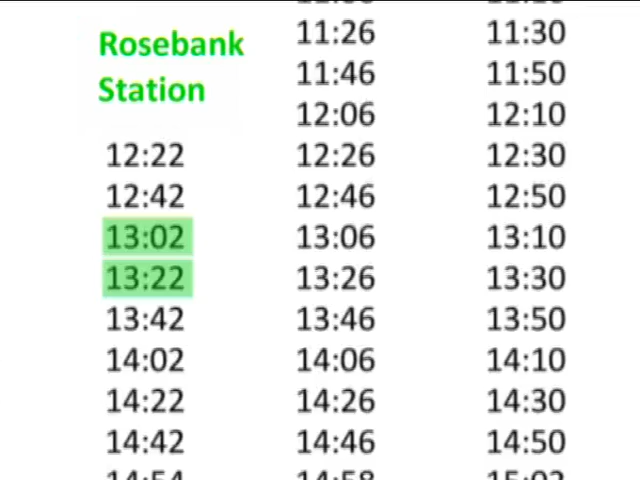 Rosebank
Station
11:26 11:30
11:46 11:50
12:06 12:10
12:22 12:26 12:30
12:42 12:46 12:50
13:02 13:06 13:10
13:22 13:26 13:30
13:42 13:46 13:50
14:02 14:06 14:10
14:22 14:26 14:30
14:42 14:46 14:50